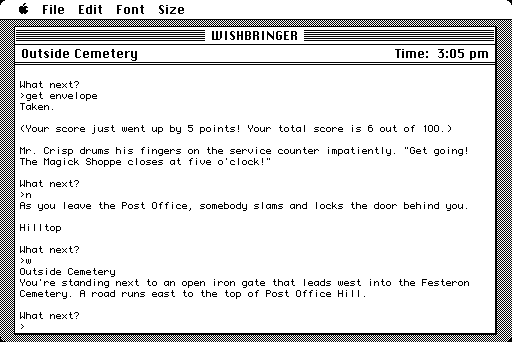 File Edit Font Size
WISHBRINGER
Outside Cemetery Time: 3:05 pm
What next?
>get envelope
Taken.
(Your score just went up by 5 points! Your total score is 6 out of 100.)
Mr. Crisp drums his fingers on the service counter impatiently. "Get going!
The Magick Shoppe closes at five o'clock!"
What next?
>n
As you leave the Post Office, somebody slams and locks the door behind you.
Hilltop
What next?
>w
Outside Cemetery
You're standing next to an open iron gate that leads west into the Festeron
Cemetery. A road runs east to the top of Post Office Hill.
What next?
>